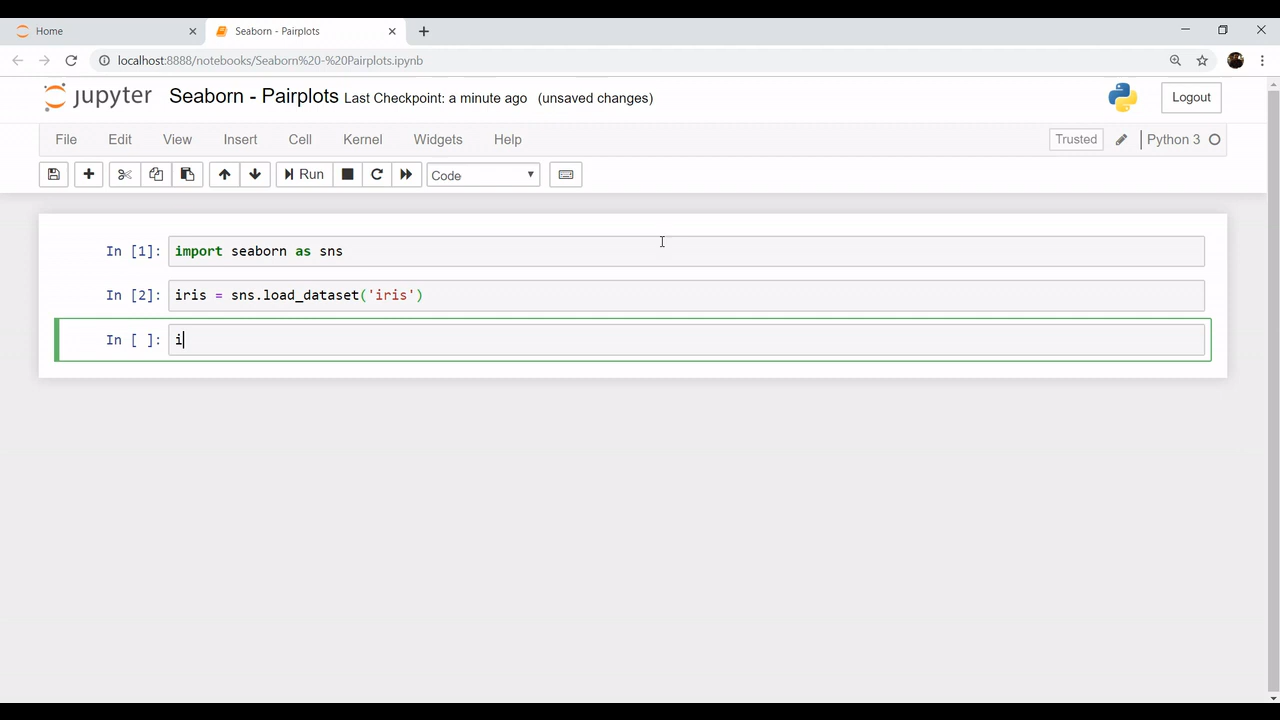 Home
Seaborn - Pairplots
localhost:8888/notebooks/Seaborn%20-%20Pairplots.ipynb
jupyter Seaborn - Pairplots Last Checkpoint: a minute ago (unsaved changes)
Logout
File Edit View Insert Cell Kernel Widgets Help
Trusted
Python 3
Run
Code
In [1]: import seaborn as sns
In [2]: iris = sns.load_dataset('iris')
In [ ]: i